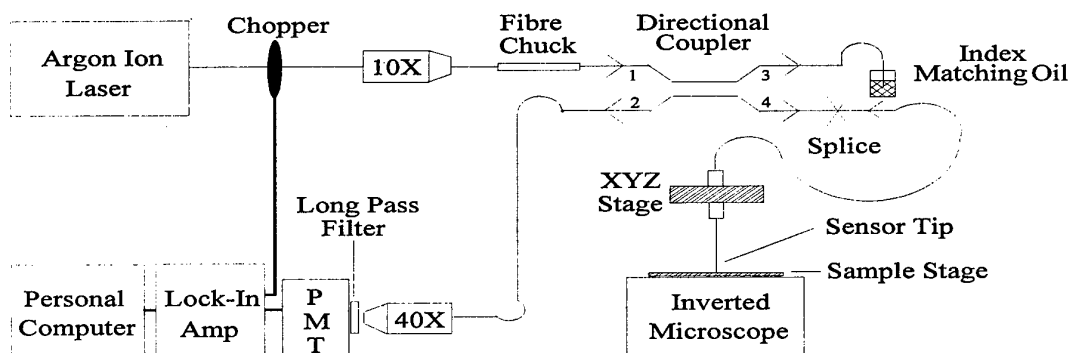 Chopper
Argon Ion
Laser
10X
Fibre
Chuck
Directional
Coupler
1
3
2
4
Index
Matching Oil
Splice
XYZ
Stage
Long Pass
Filter
Sensor Tip
Sample Stage
Personal
Computer
Lock-In
Amp
P
M
T
40X
Inverted
Microscope